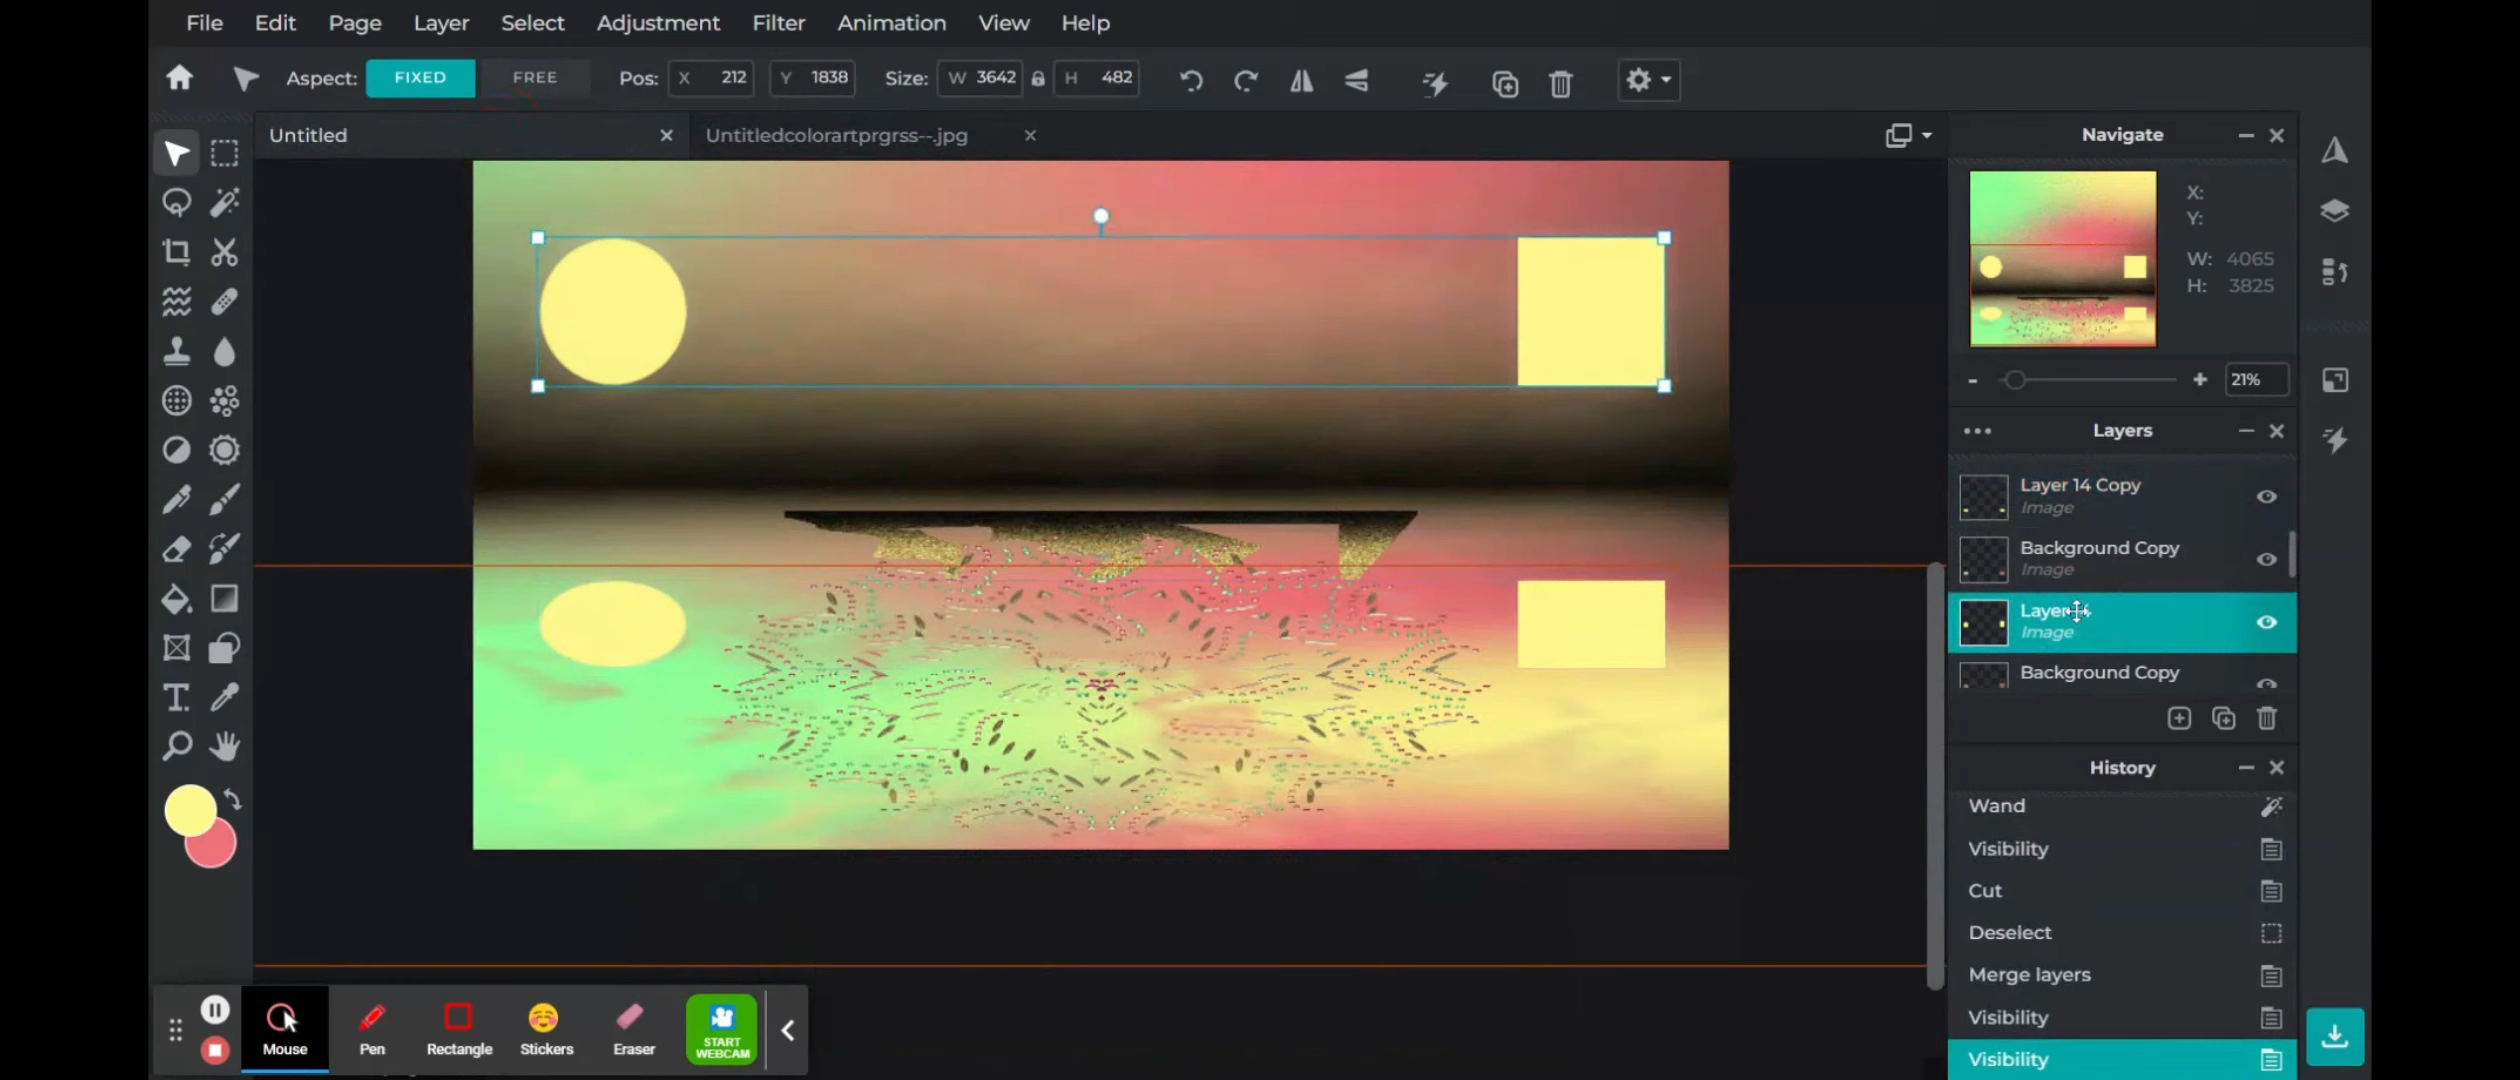 File Edit Page Layer Select Adjustment Filter Animation View Help
Aspect: FIXED FREE Pos: X 212 Y 1838 Size: W 3642 H 482
Untitled Untitledcolorartprgrss--.jpg
Navigate
X:
Y:
W: 4065
H: 3825
- + 21%
Layers
Layer 14 Copy
Image
Background Copy
Image
Image
Background Copy
History
Wand
Visibility
Cut
Deselect
Merge layers
Visibility
Visibility
T.
Mouse Pen Rectangle Stickers Eraser
START
WEBCAM